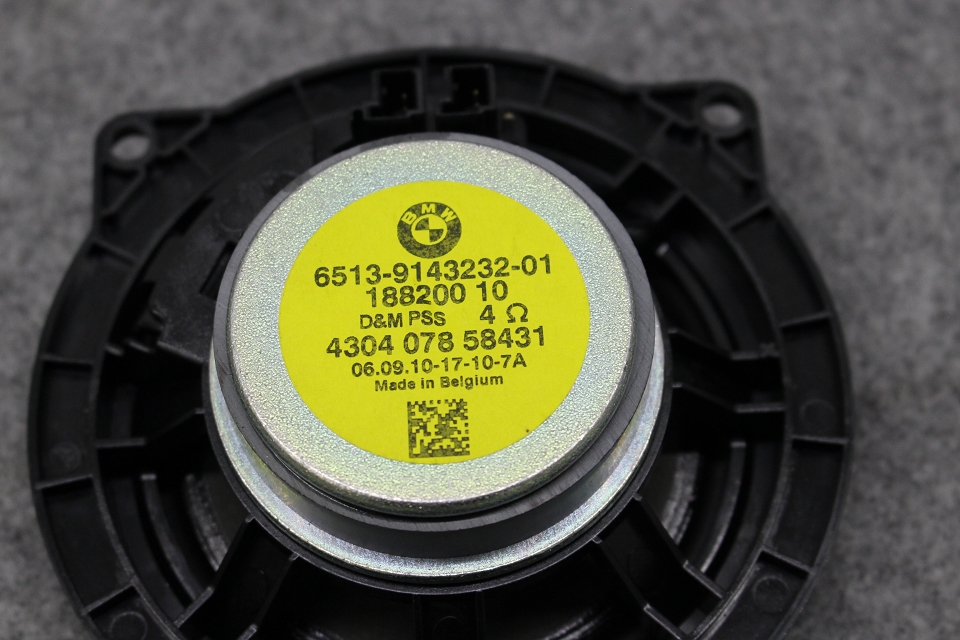 BMW
6513-9143232-01
188200 10
D&M PSS 4 Ω
4304 078 58431
06.09.10-17-10-7A
Made in Belgium